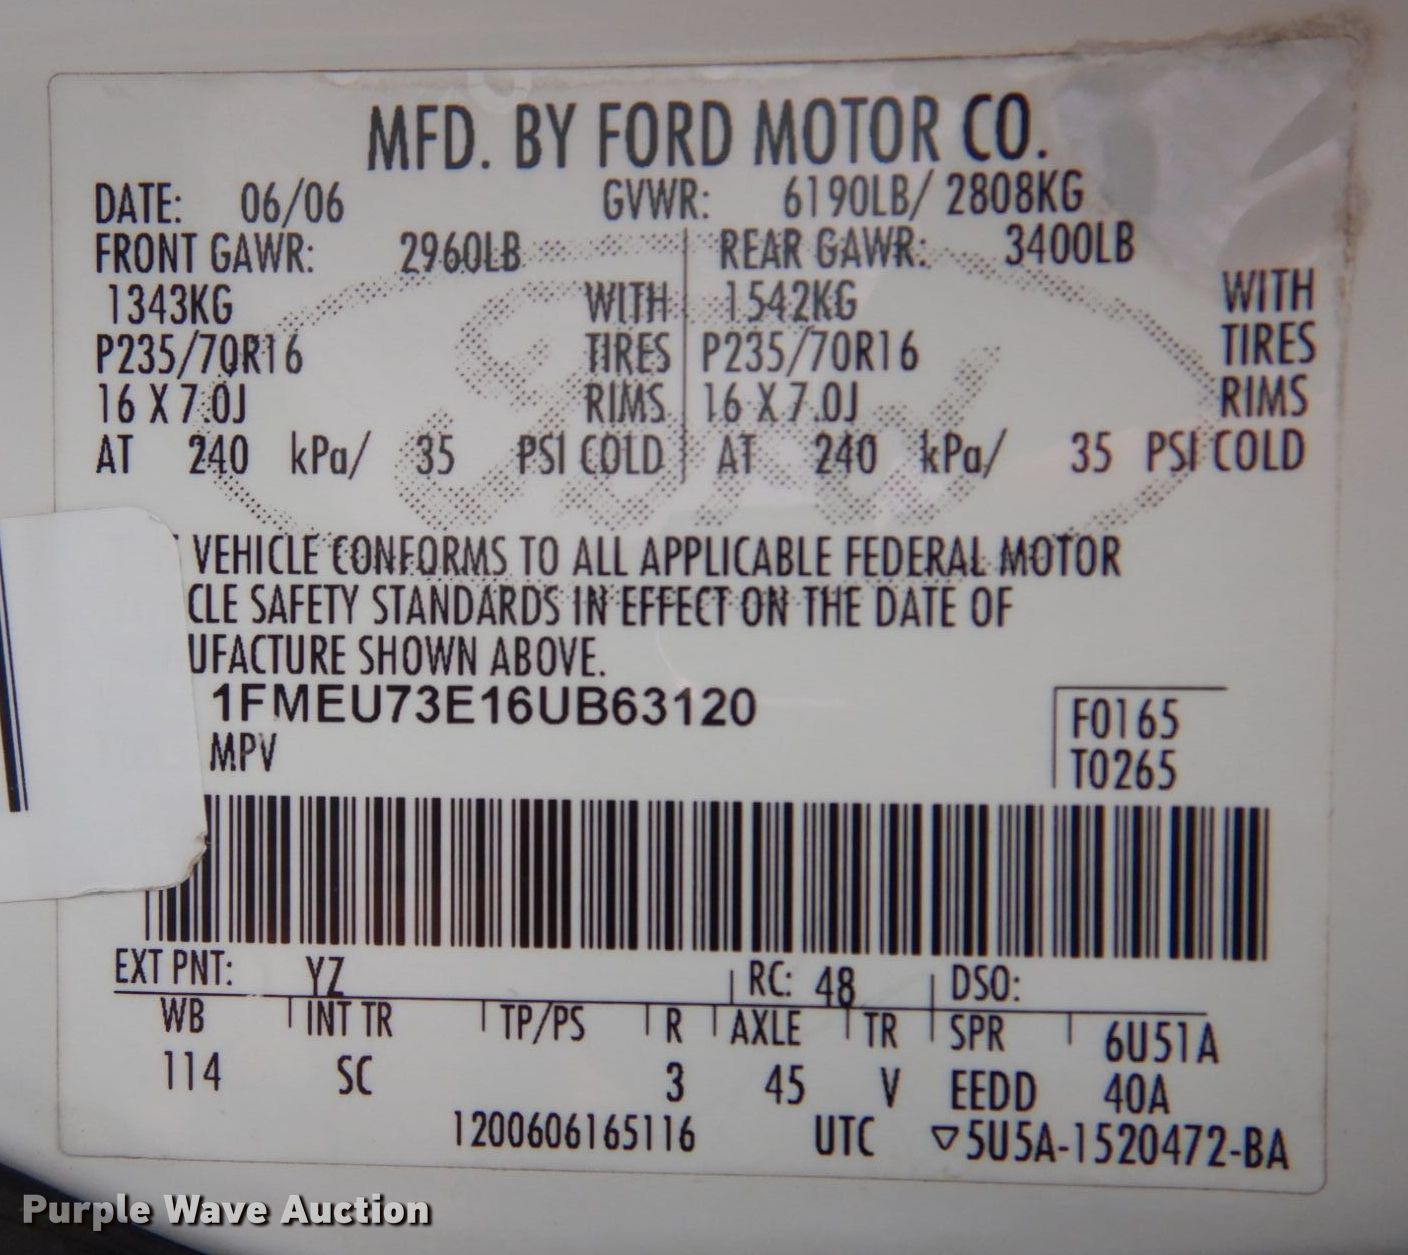 MFD. BY FORD MOTOR CO.
DATE: 06/06 GVWR: 6190LB/ 2808KG
FRONT GAWR: 2960LB REAR GAWR: 3400LB
1343KG WITH 1542KG WITH
P235/70R16 TIRES P235/70R16 TIRES
16 X 7.0J RIMS 16 X 7.0J RIMS
AT 240 kPa/ 35 PSI COLD AT 240 kPa/ 35 PSI COLD
VEHICLE CONFORMS TO ALL APPLICABLE FEDERAL MOTOR
CLE SAFETY STANDARDS IN EFFECT ON THE DATE OF
UFACTURE SHOWN ABOVE.
1FMEU73E16UB63120 F0165
MPV T0265
EXT PNT: YZ RC: 48 DSO:
WB INT TR TP/PS R AXLE TR SPR 6U51A
114 SC 3 45 V EEDD 40A
1200606165116 UTC ▽5U5A-1520472-BA
Purple Wave Auction